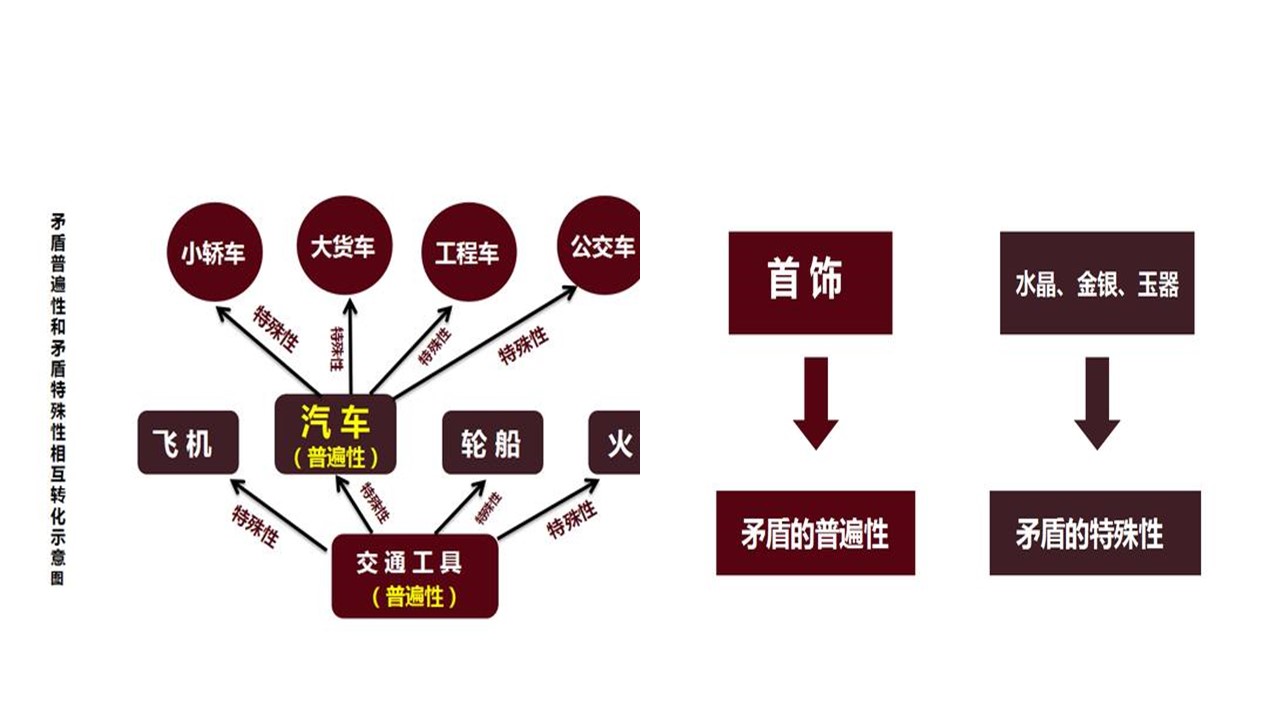 矛盾普遍性和矛盾特殊性相互转化示意图
小轿车
大货车
工程车
公交车
特殊性
特殊性
特殊性
特殊性
飞机
汽车
（普遍性）
轮船
火
特殊性
特殊性
特殊性
特殊性
交通工具
（普遍性）
首饰
水晶、金银、玉器
矛盾的普遍性
矛盾的特殊性